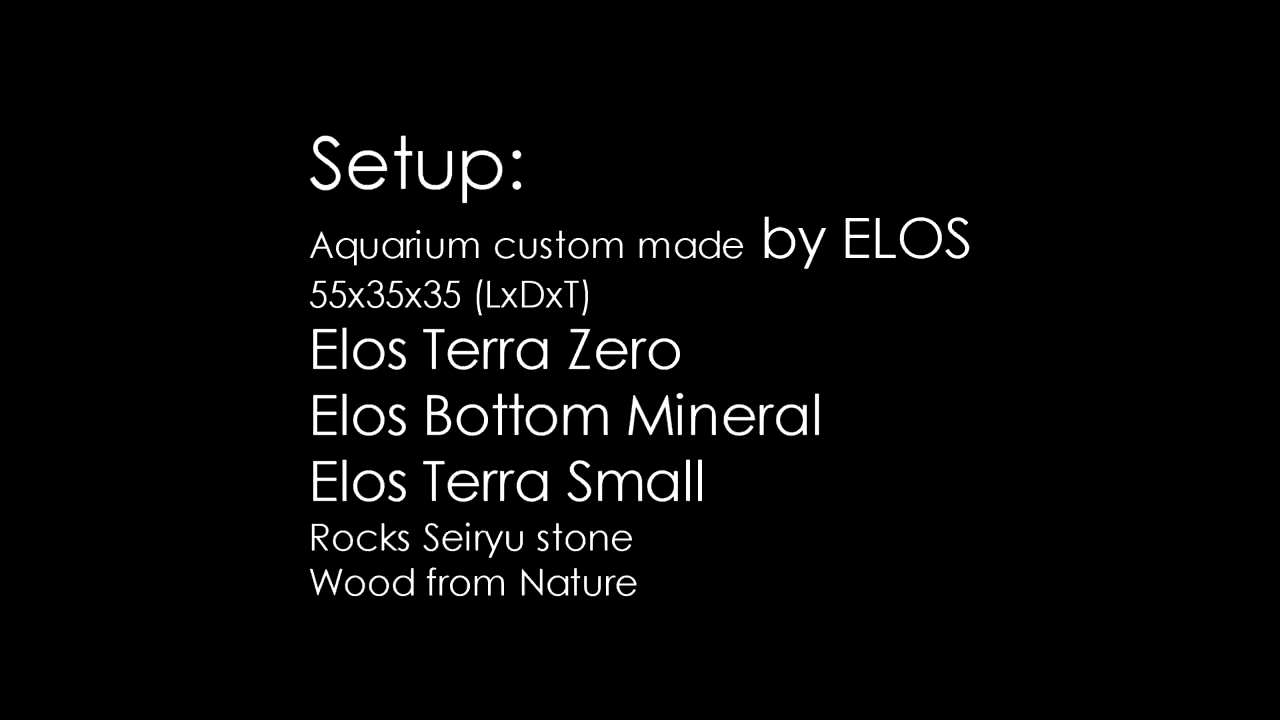 Setup:
Aquarium custom made by ELOS
55x35x35 (LxDxT)
Elos Terra Zero
Elos Bottom Mineral
Elos Terra Small
Rocks Seiryu stone
Wood from Nature